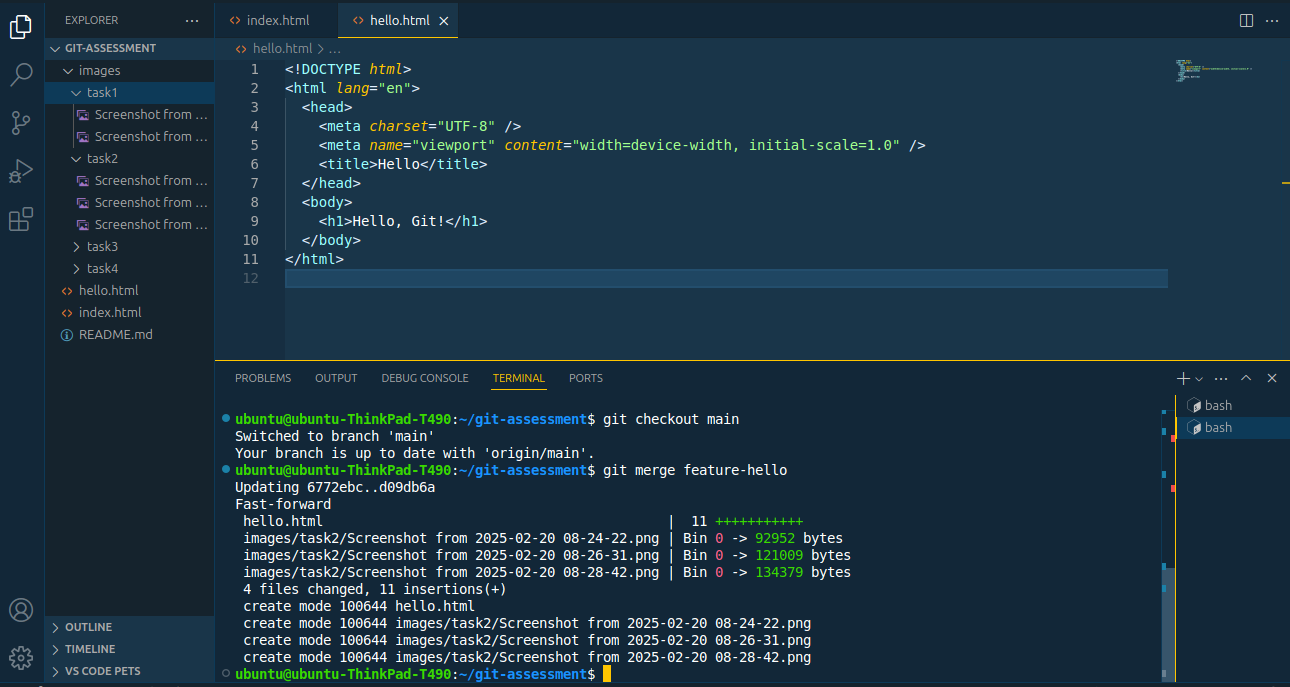 EXPLORER ...
GIT-ASSESSMENT
images
task1
Screenshot from ...
Screenshot from ...
task2
Screenshot from ...
Screenshot from ...
Screenshot from ...
task3
task4
hello.html
index.html
README.md
OUTLINE
TIMELINE
VS CODE PETS
index.html hello.html
hello.html > ...
1 <!DOCTYPE html>
2 <html lang="en">
3 <head>
4 <meta charset="UTF-8" />
5 <meta name="viewport" content="width=device-width, initial-scale=1.0" />
6 <title>Hello</title>
7 </head>
8 <body>
9 <h1>Hello, Git!</h1>
10 </body>
11 </html>
12
PROBLEMS OUTPUT DEBUG CONSOLE TERMINAL PORTS
ubuntu@ubuntu-ThinkPad-T490:~/git-assessment$ git checkout main
Switched to branch 'main'
Your branch is up to date with 'origin/main'.
ubuntu@ubuntu-ThinkPad-T490:~/git-assessment$ git merge feature-hello
Updating 6772ebc..d09db6a
Fast-forward
hello.html | 11 +++++++++++
images/task2/Screenshot from 2025-02-20 08-24-22.png | Bin 0 -> 92952 bytes
images/task2/Screenshot from 2025-02-20 08-26-31.png | Bin 0 -> 121009 bytes
images/task2/Screenshot from 2025-02-20 08-28-42.png | Bin 0 -> 134379 bytes
4 files changed, 11 insertions(+)
create mode 100644 hello.html
create mode 100644 images/task2/Screenshot from 2025-02-20 08-24-22.png
create mode 100644 images/task2/Screenshot from 2025-02-20 08-26-31.png
create mode 100644 images/task2/Screenshot from 2025-02-20 08-28-42.png
ubuntu@ubuntu-ThinkPad-T490:~/git-assessment$
bash
bash